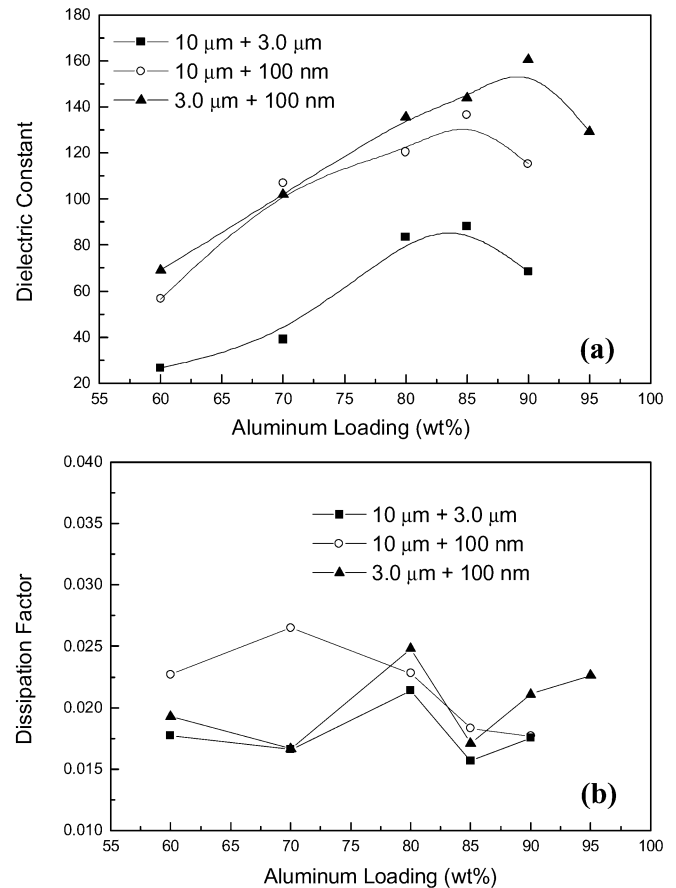 180
160
140
120
100
80
60
40
20
Dielectric Constant
10 μm + 3.0 μm
10 μm + 100 nm
3.0 μm + 100 nm
(a)
55 60 65 70 75 80 85 90 95 100
Aluminum Loading (wt%)
0.040
0.035
0.030
0.025
0.020
0.015
0.010
Dissipation Factor
10 μm + 3.0 μm
10 μm + 100 nm
3.0 μm + 100 nm
(b)
55 60 65 70 75 80 85 90 95 100
Aluminum Loading (wt%)